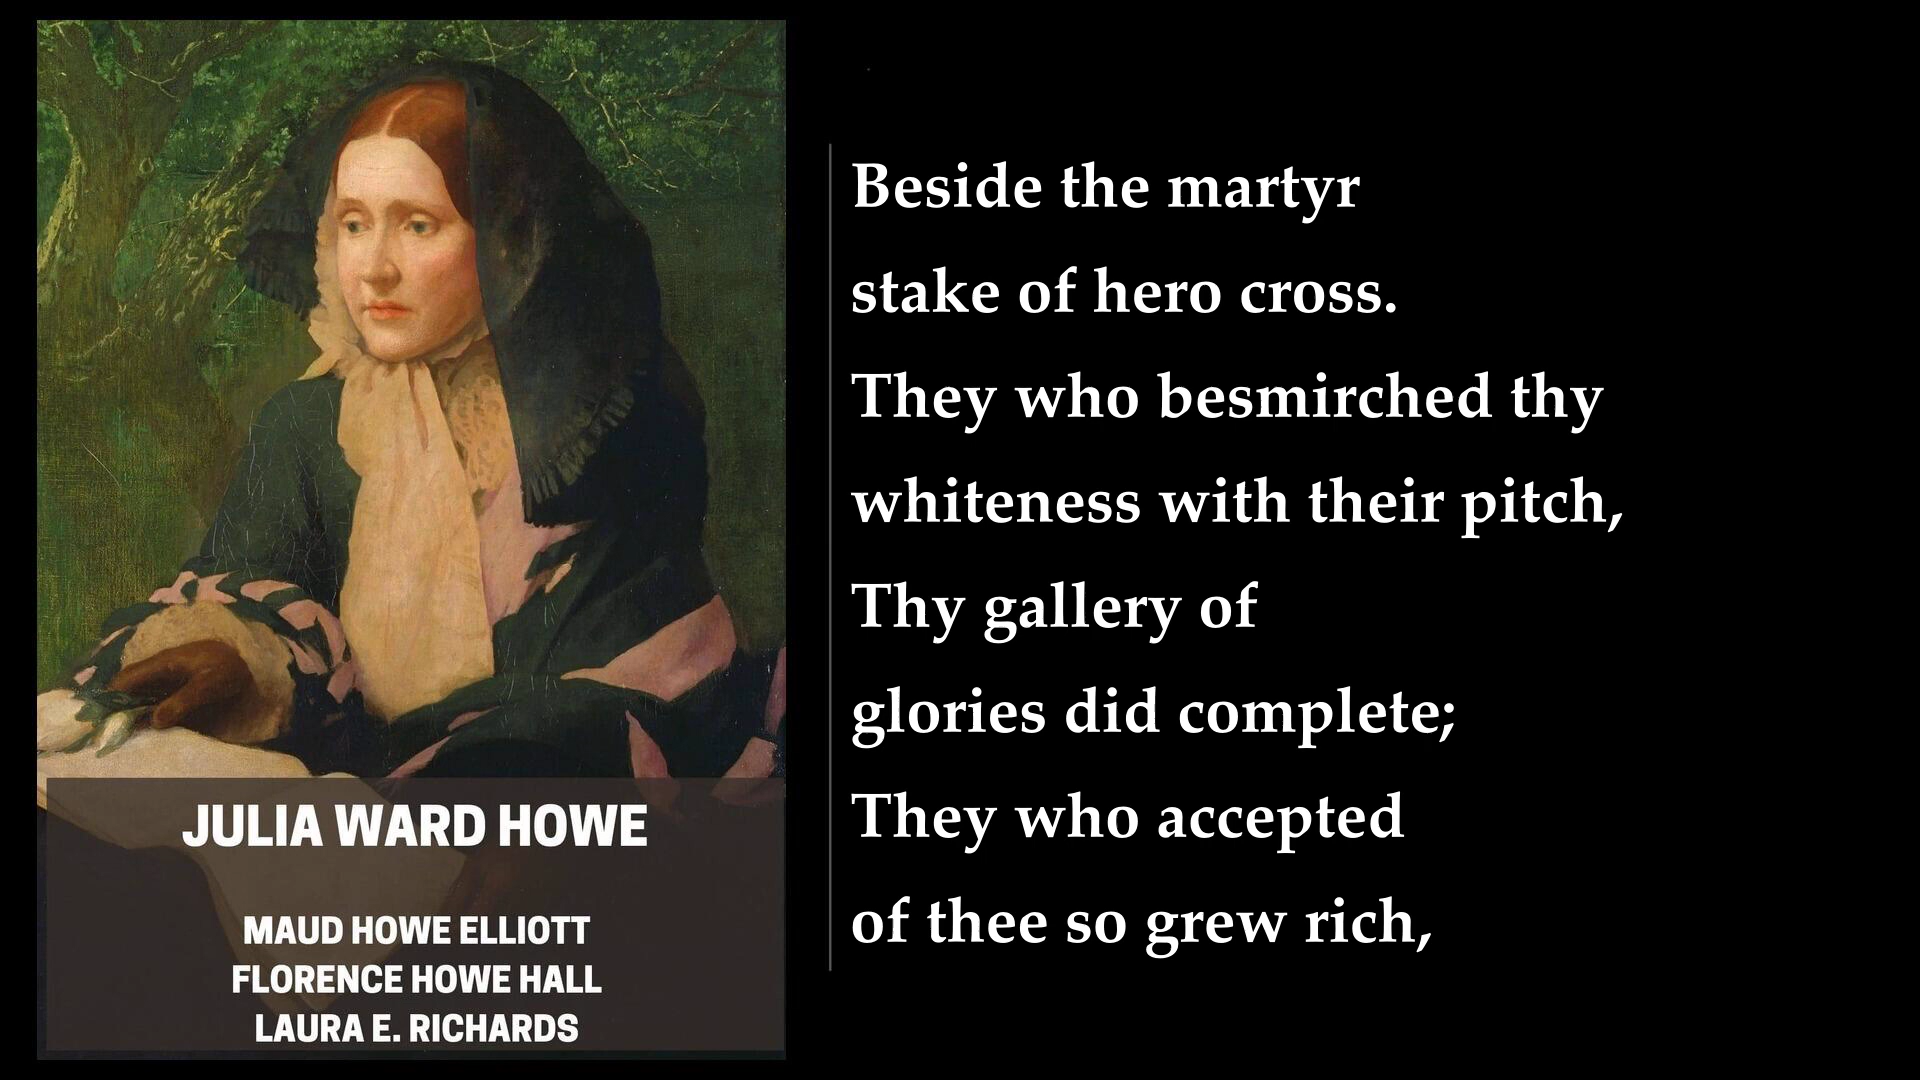 JULIA WARD HOWE
MAUD HOWE ELLIOTT
FLORENCE HOWE HALL
LAURA E. RICHARDS
Beside the martyr
stake of hero cross.
They who besmirched thy
whiteness with their pitch,
Thy gallery of
glories did complete;
They who accepted
of thee so grew rich,